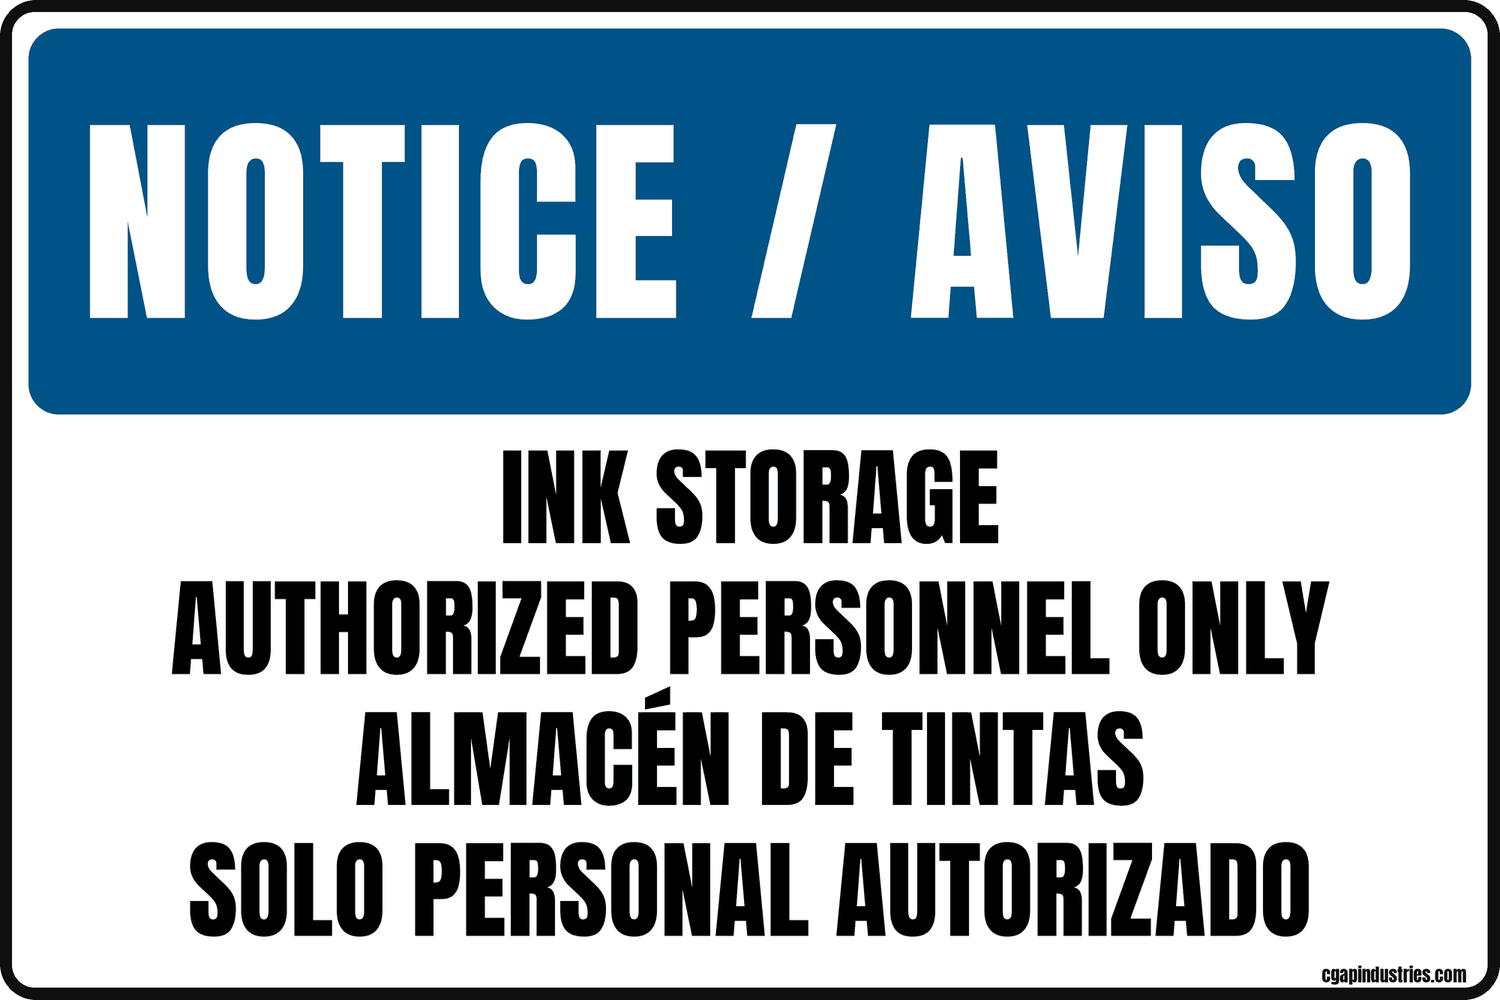 NOTICE / AVISO
INK STORAGE
AUTHORIZED PERSONNEL ONLY
ALMACÉN DE TINTAS
SOLO PERSONAL AUTORIZADO
cgapindustries.com